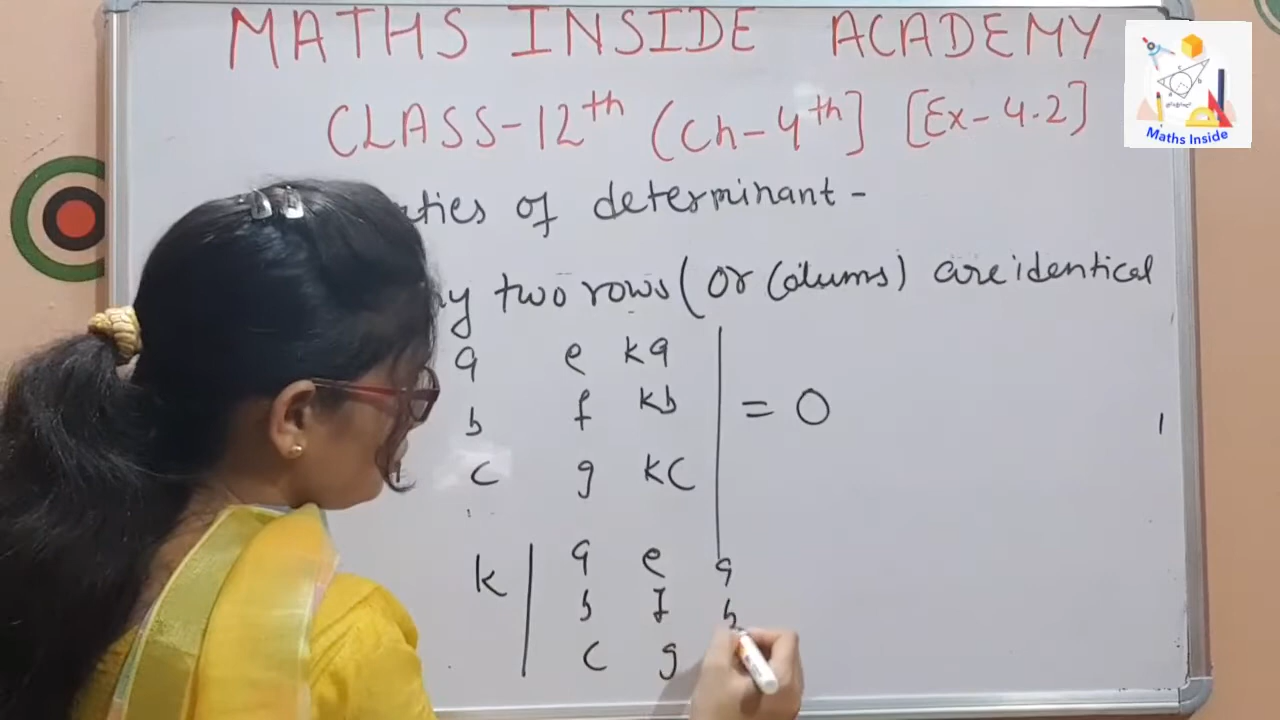 MATHS INSIDE ACADEMY
CLASS-12th (Ch-4th] [Ex-4.2]
Maths Inside
of determinant -
two rows (or Colums) are identical
a e ka
b f kb = 0
c g kc
k a e a
b f b
c g